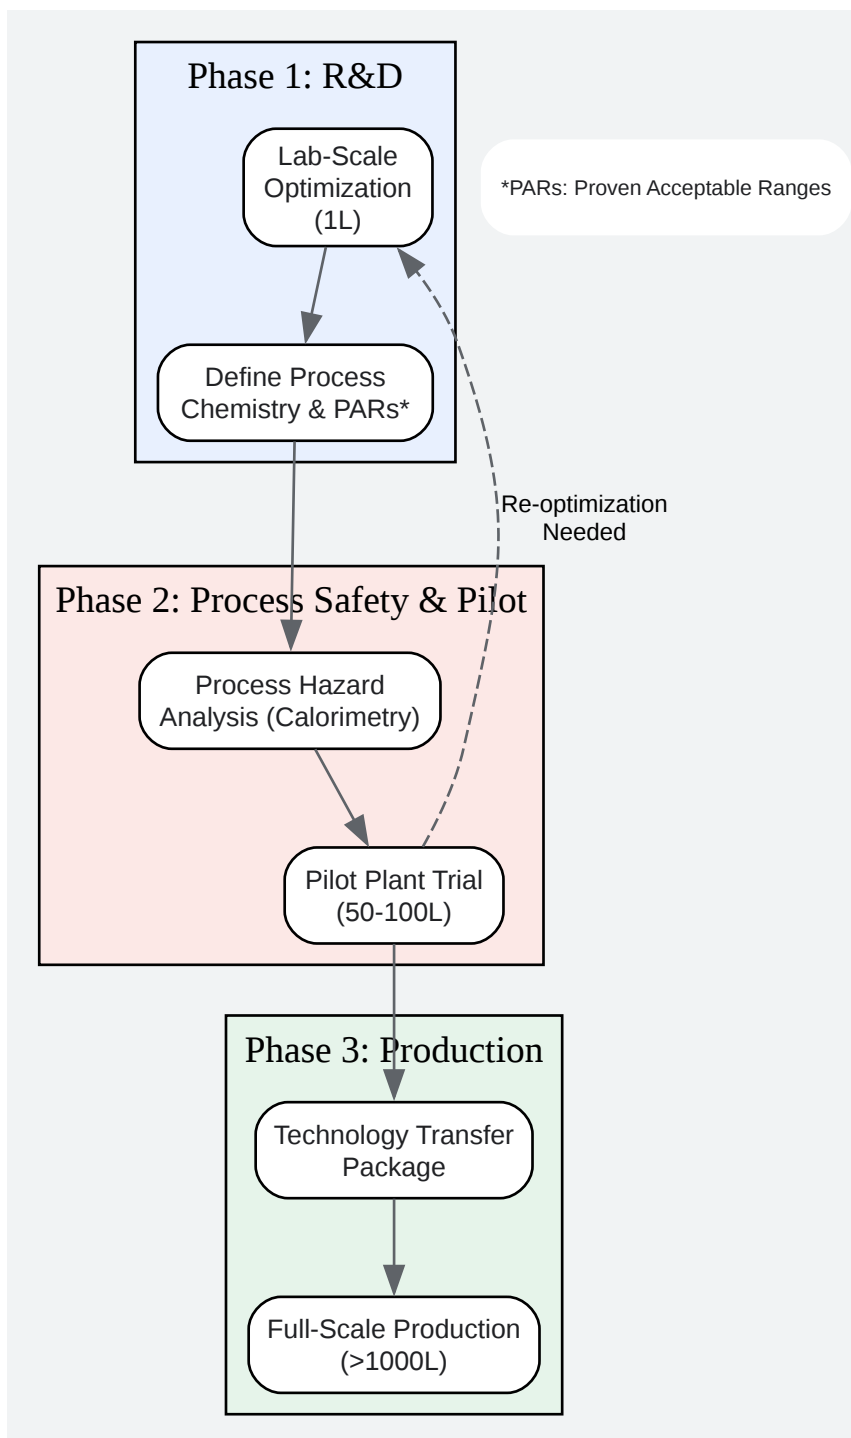 Phase 1: R&D
Lab-Scale
Optimization
(1L)
*PARs: Proven Acceptable Ranges
Define Process
Chemistry & PARs*
Re-optimization
Needed
Phase 2: Process Safety & Pilot
Process Hazard
Analysis (Calorimetry)
Pilot Plant Trial
(50-100L)
Phase 3: Production
Technology Transfer
Package
Full-Scale Production
(>1000L)